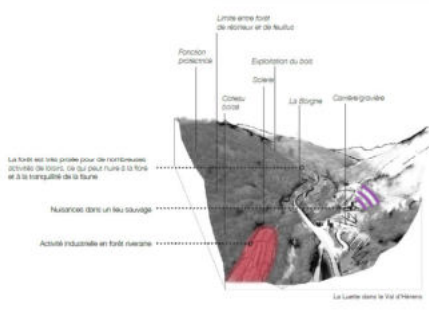 Limite entre forêt
de résineux et de feuillus
Fonction
protectrice
Exploitation du bois
Scierie
Coteau
boisé
La Borgne
Carrière/gravière
La forêt est très prisée pour de nombreuses
activités de loisirs, ce qui peut nuire à la flore
et à la tranquillité de la faune
Nuisances dans un lieu sauvage
Activité industrielle en forêt riveraine
La Luette dans le Val d'Hérens